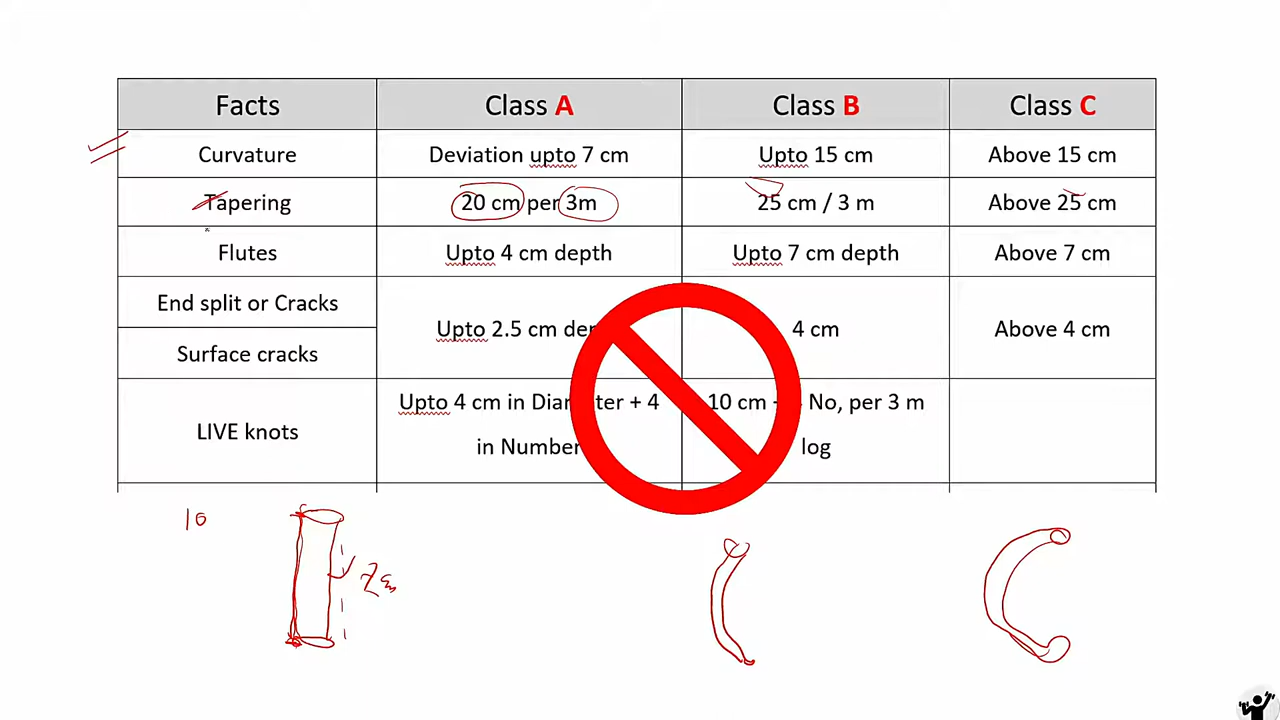 Facts Class A Class B Class C
Curvature Deviation upto 7 cm Upto 15 cm Above 15 cm
Tapering 20 cm per 3m 25 cm / 3 m Above 25 cm
Flutes Upto 4 cm depth Upto 7 cm depth Above 7 cm
End split or Cracks
Upto 2.5 cm 4 cm Above 4 cm
Surface cracks
Upto 4 cm in + 4 10 cm No, per 3 m
LIVE knots
in Number log
10
7 cm